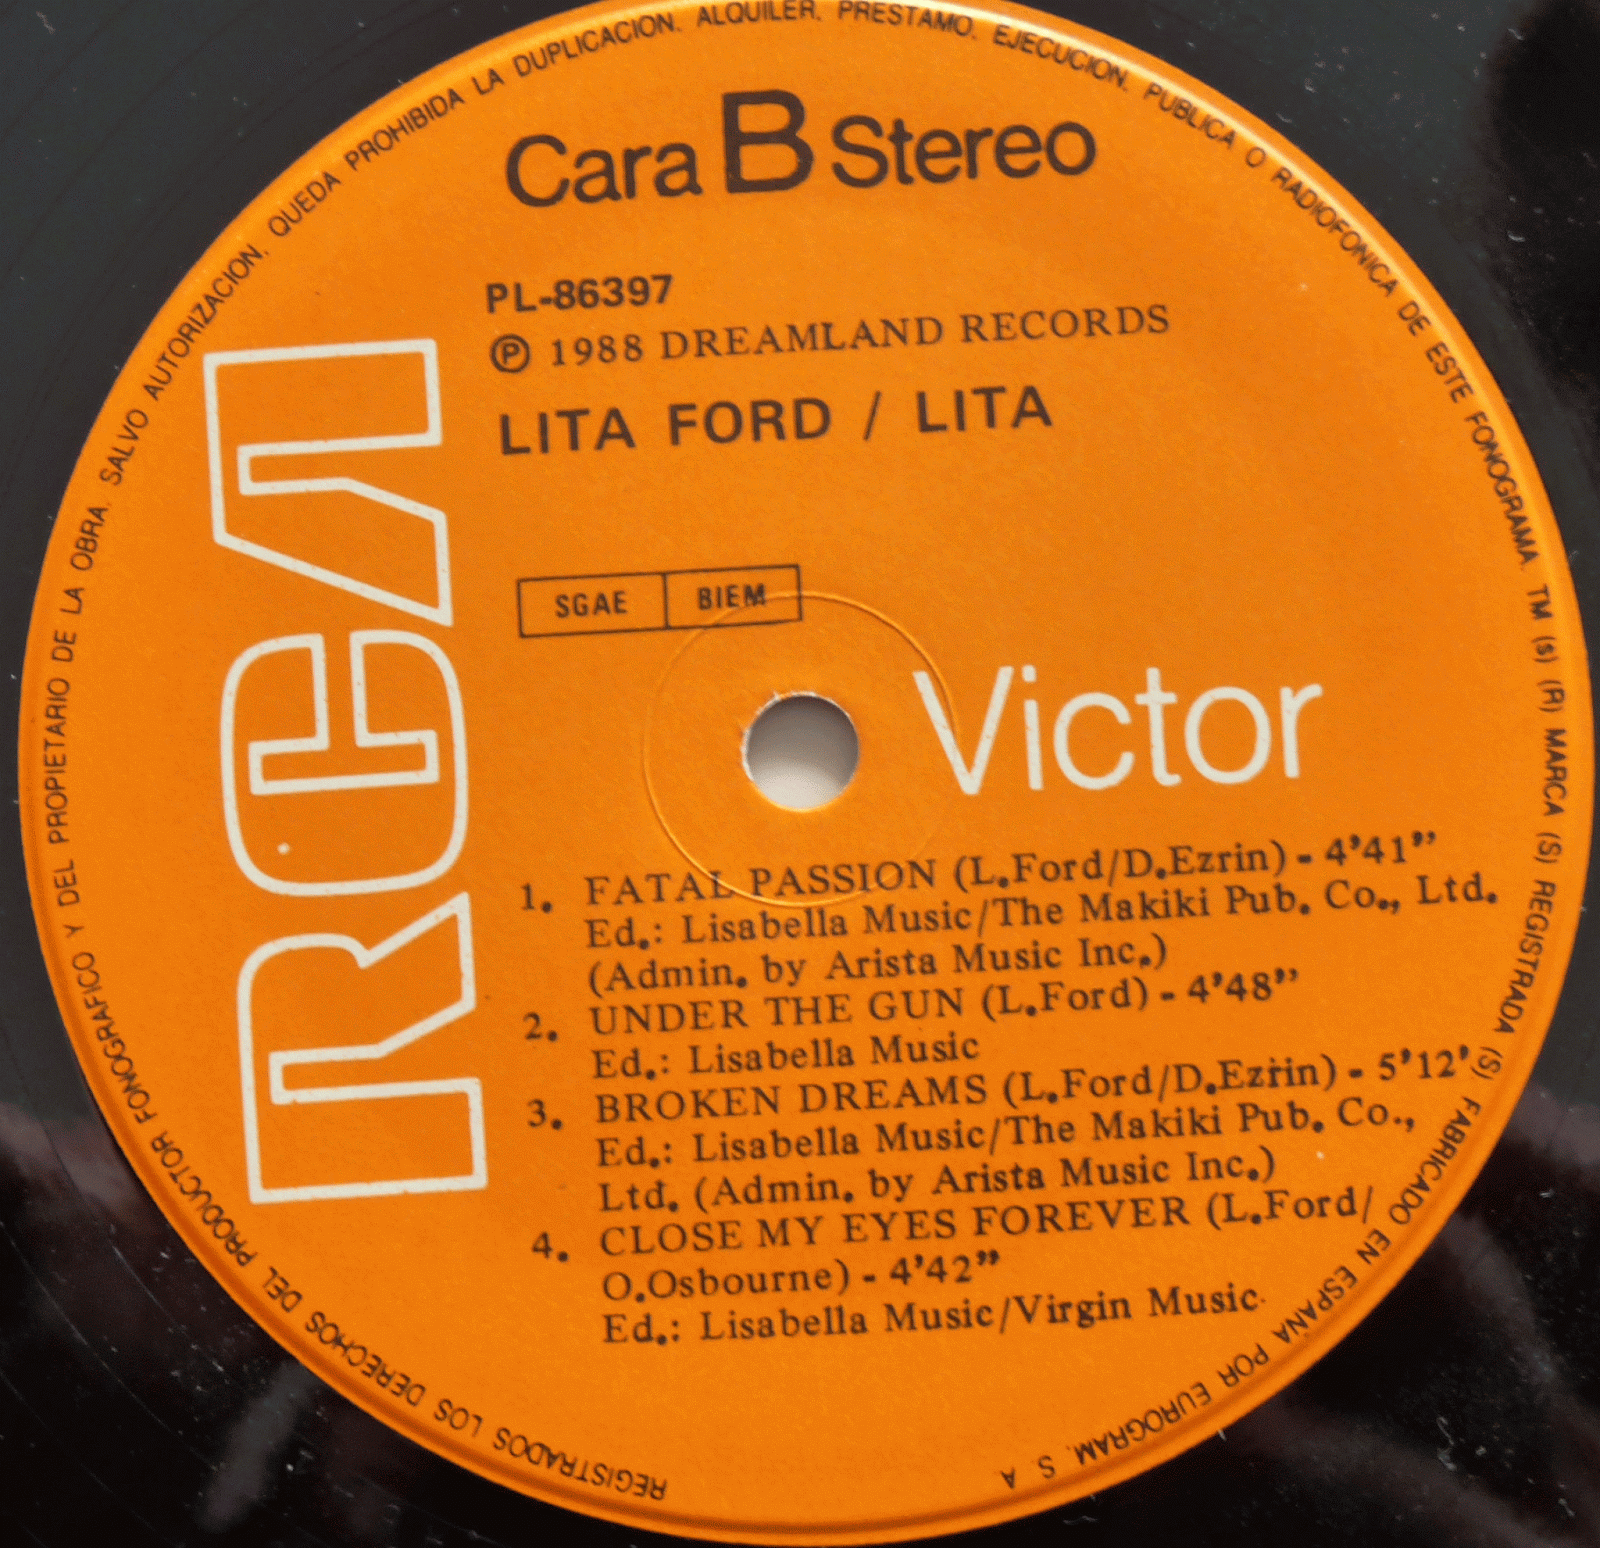 Cara B Stereo
PL-86397
Ⓟ 1988 DREAMLAND RECORDS
LITA FORD / LITA
SGAE BIEM
RCA
Victor
1. FATAL PASSION (L.Ford/D.Ezrin) - 4’41”
Ed.: Lisabella Music/The Makiki Pub. Co., Ltd.
(Admin. by Arista Music Inc.)
2. UNDER THE GUN (L.Ford) - 4’48”
Ed.: Lisabella Music
3. BROKEN DREAMS (L.Ford/D.Ezrin) - 5’12’
Ed.: Lisabella Music/The Makiki Pub. Co.,
Ltd. (Admin. by Arista Music Inc.)
4. CLOSE MY EYES FOREVER (L.Ford/
O.Osbourne) - 4’42”
Ed.: Lisabella Music/Virgin Music
REGISTRADOS LOS DERECHOS DEL PRODUCTOR FONOGRAFICO Y DEL PROPIETARIO DE LA OBRA. SALVO AUTORIZACION. QUEDA PROHIBIDA LA DUPLICACION. ALQUILER. PRESTAMO. EJECUCION. PUBLICA O RADIOFONICA DE ESTE FONOGRAMA. TM (s) (R) MARCA (S) REGISTRADA (S). FABRICADO EN ESPAÑA POR EUROGRAM. S A